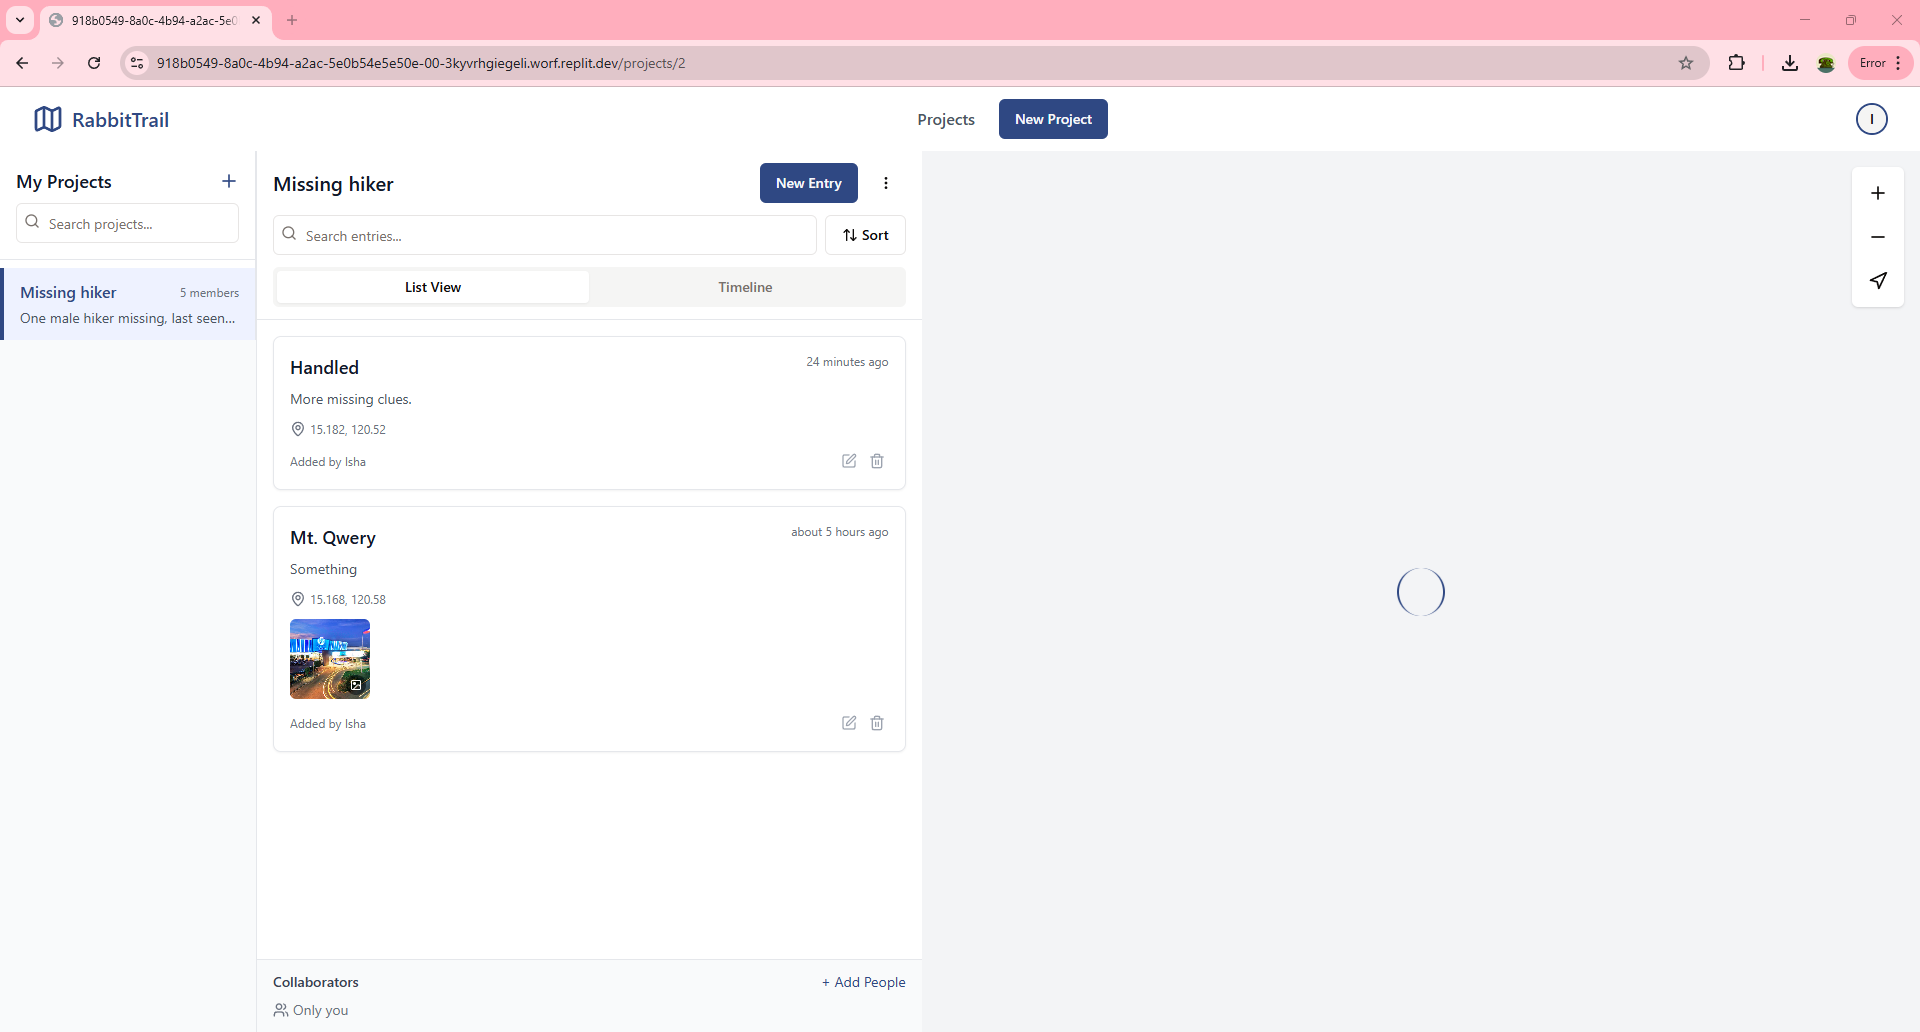 918b0549-8a0c-4b94-a2ac-5e0
918b0549-8a0c-4b94-a2ac-5e0b54e5e50e-00-3kyvrhgiegeli.worf.replit.dev/projects/2
Error
RabbitTrail
Projects
New Project
I
My Projects
Search projects...
Missing hiker
5 members
One male hiker missing, last seen...
Missing hiker
New Entry
Search entries...
Sort
List View
Timeline
Handled
24 minutes ago
More missing clues.
15.182, 120.52
Added by Isha
Mt. Qwery
about 5 hours ago
Something
15.168, 120.58
Added by Isha
Collaborators
+ Add People
Only you